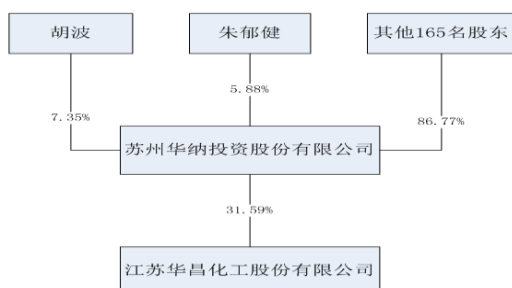 胡波
朱郁健
其他165名股东
7.35%
5.88%
86.77%
苏州华纳投资股份有限公司
31.59%
江苏华昌化工股份有限公司